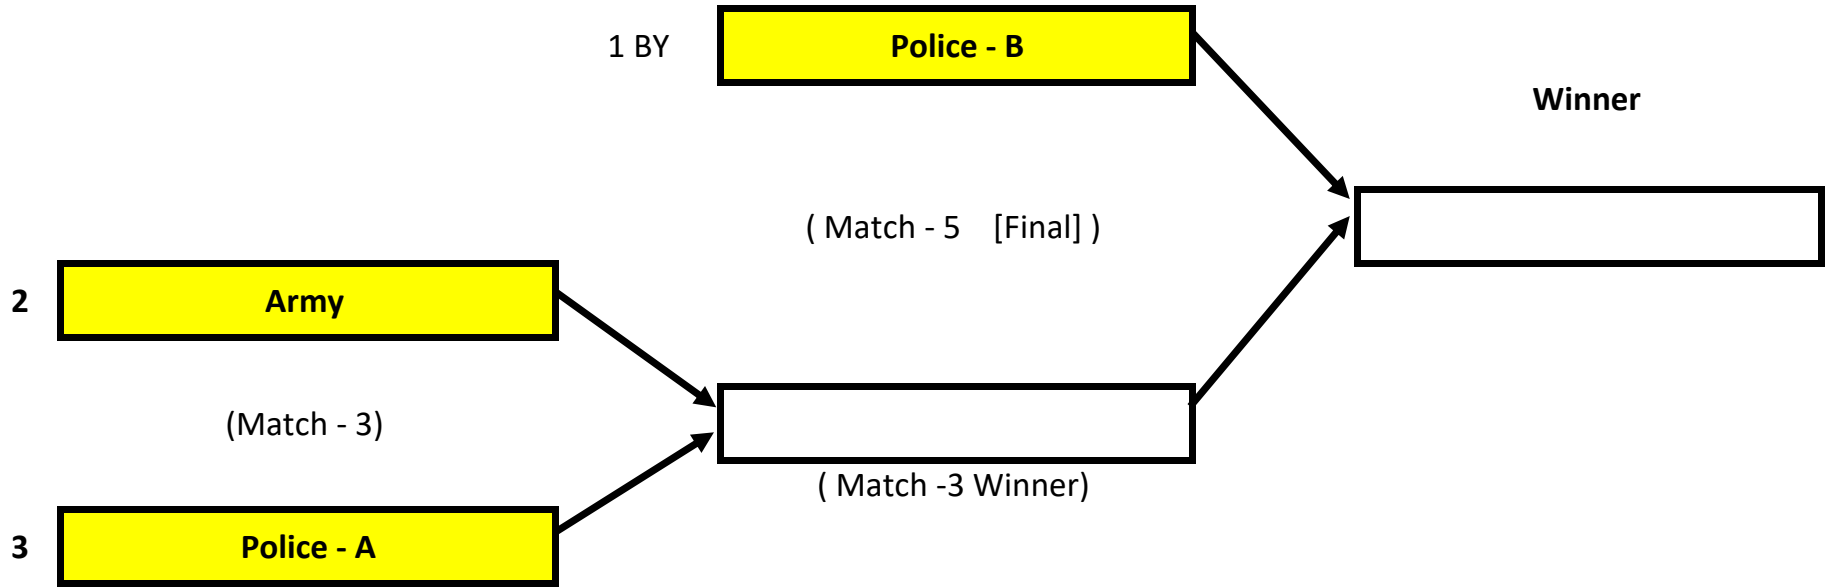 1 BY
Police - B
Winner
( Match - 5 [Final] )
2
Army
(Match - 3)
( Match -3 Winner)
3
Police - A